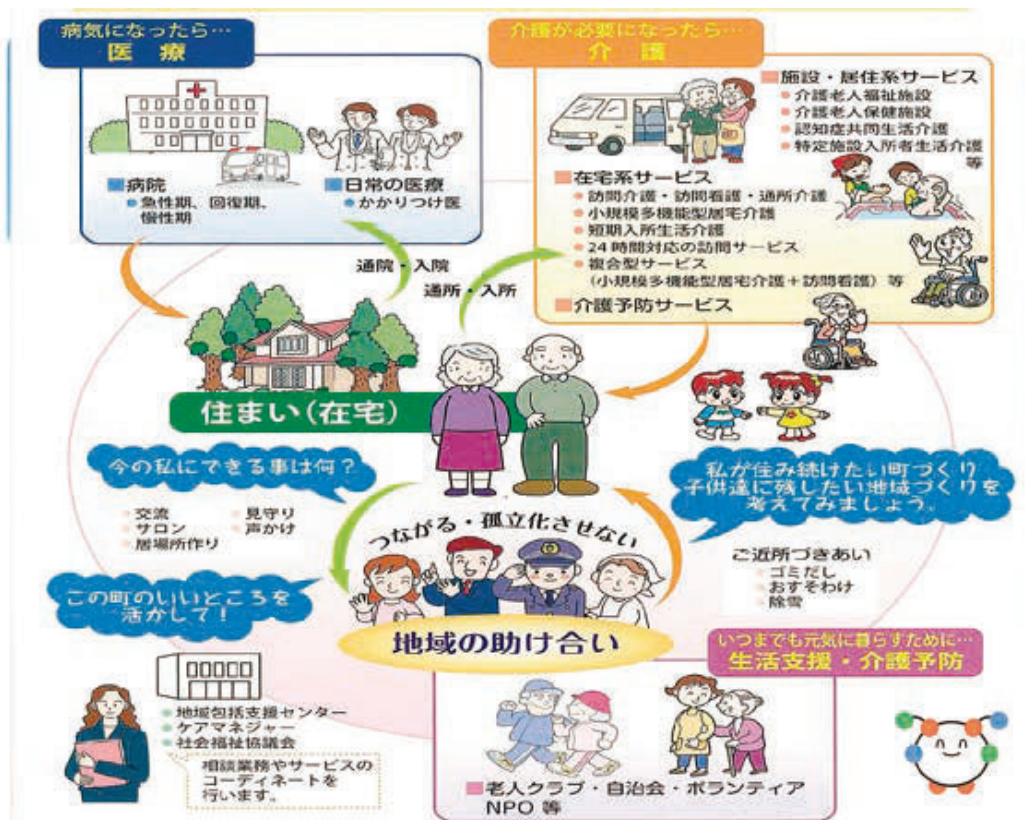 病気になったら…
医療
病院
急性期、回復期、
慢性期
日常の医療
かかりつけ医
介護が必要になったら…
介護
施設・居住系サービス
介護老人福祉施設
介護老人保健施設
認知症共同生活介護
特定施設入所者生活介護
等
在宅系サービス
訪問介護・訪問看護・通所介護
小規模多機能型居宅介護
短期入所生活介護
24時間対応の訪問サービス
複合型サービス
(小規模多機能型居宅介護+訪問看護)等
介護予防サービス
通院・入院
通所・入所
住まい(在宅)
今の私にできる事は何?
交流 見守り
サロン 声かけ
居場所作り
私が住み続けたい町づくり
子供達に残したい地域づくりを
考えてみましょう。
つながる・孤立化させない
ご近所づきあい
ゴミだし
おすそわけ
除雪
この町のいいところを
活かして!
地域の助け合い
いつまでも元気に暮らすために…
生活支援・介護予防
地域包括支援センター
ケアマネジャー
社会福祉協議会
相談業務やサービスの
コーディネートを
行います。
老人クラブ・自治会・ボランティア
NPO 等